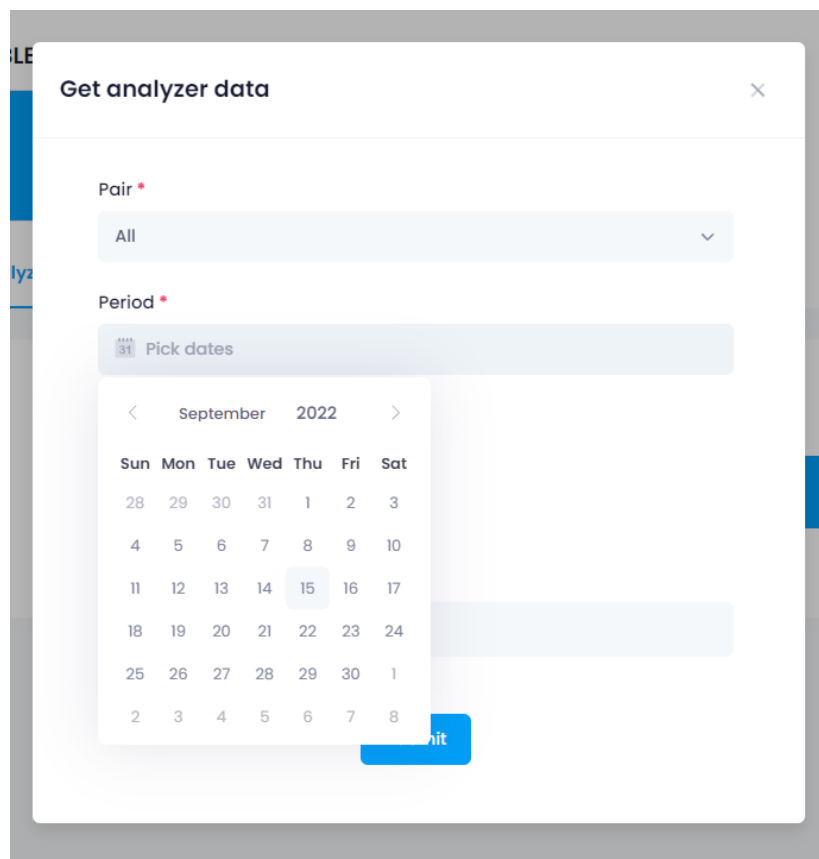 Get analyzer data
Pair *
All
Period *
31 Pick dates
September 2022
Sun Mon Tue Wed Thu Fri Sat
28 29 30 31 1 2 3
4 5 6 7 8 9 10
11 12 13 14 15 16 17
18 19 20 21 22 23 24
25 26 27 28 29 30 1
2 3 4 5 6 7 8